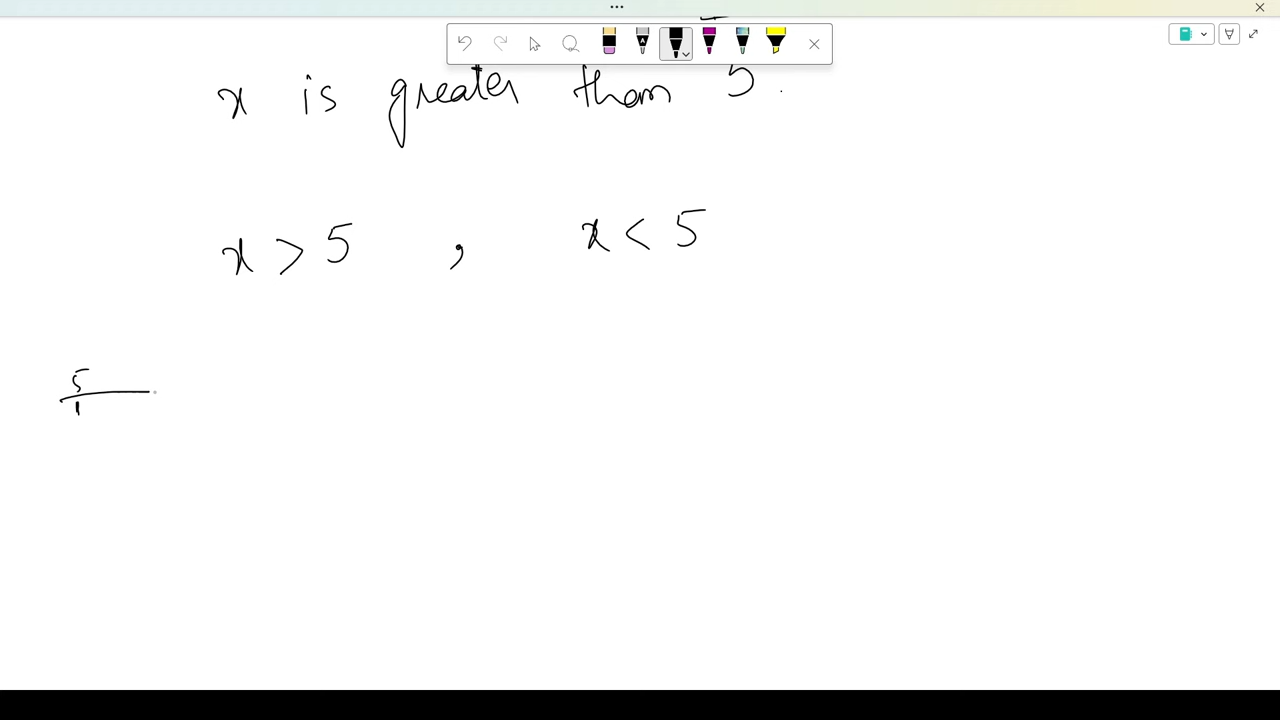 x is greater than 5.
x > 5 , x < 5
5